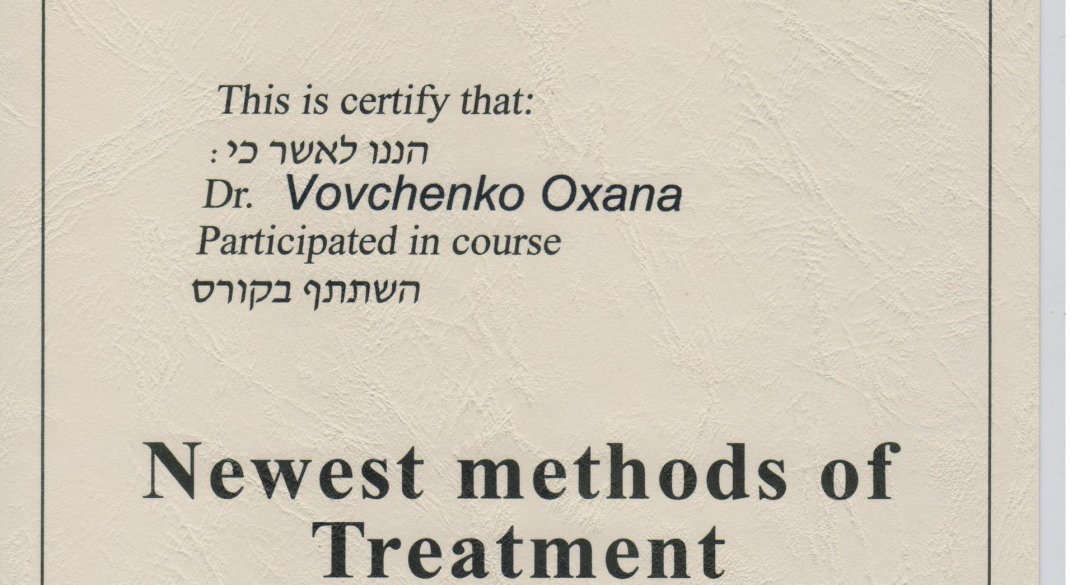 This is certify that:
הננו לאשר כי :
Dr. Vovchenko Oxana
Participated in course
השתתף בקורס
Newest methods of
Treatment